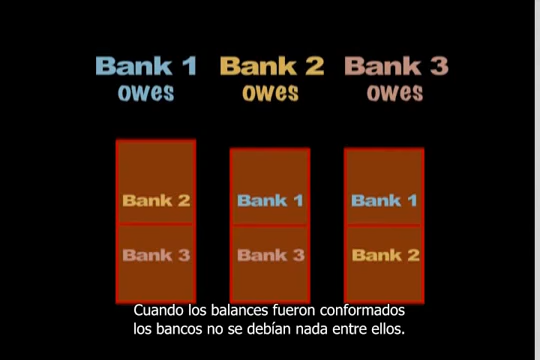 Bank 1 Bank 2 Bank 3
owes owes owes
Bank 2 Bank 1 Bank 1
Bank 3 Bank 3 Bank 2
Cuando los balances fueron conformados
los bancos no se debían nada entre ellos.